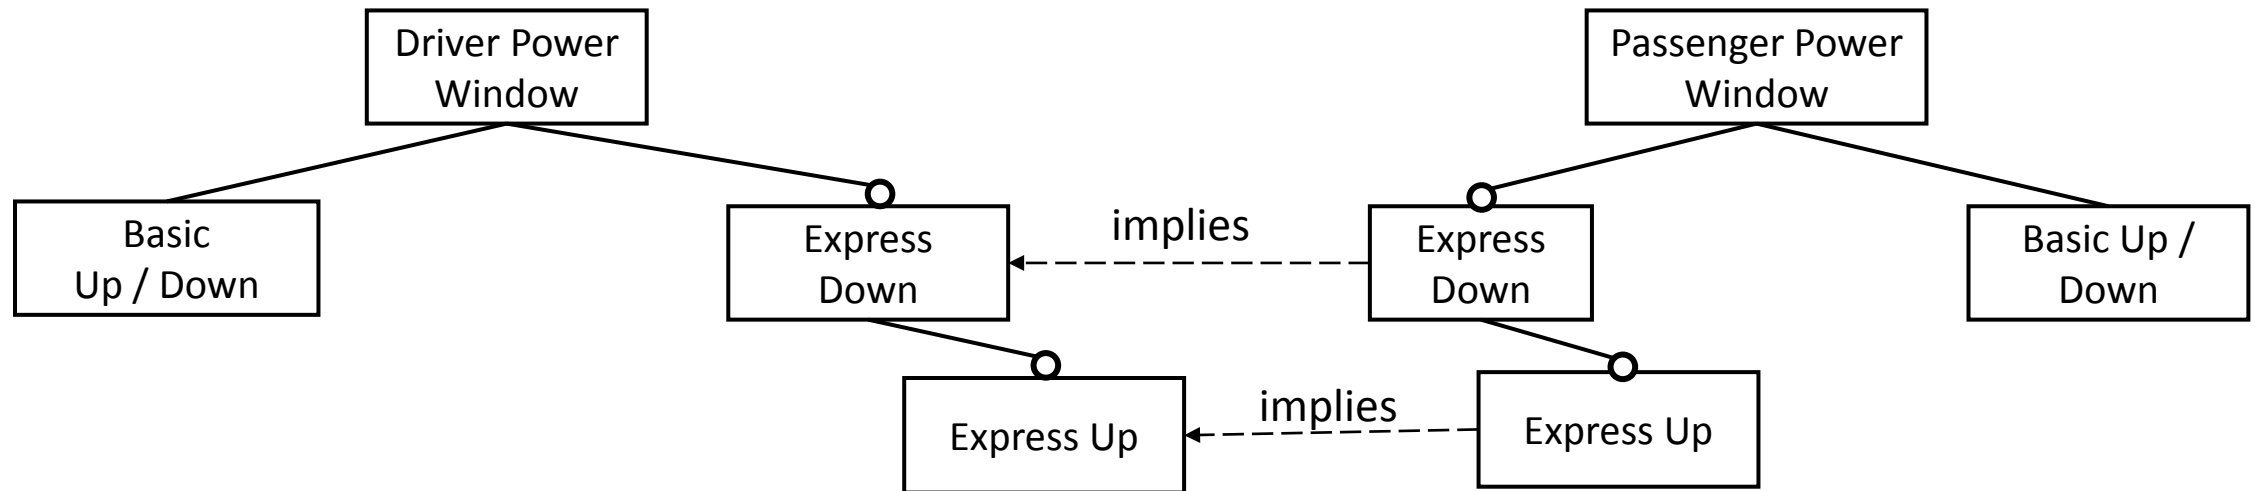 Driver Power
Window
Passenger Power
Window
Basic
Up / Down
Express
Down
implies
Express
Down
Basic Up /
Down
Express Up
implies
Express Up